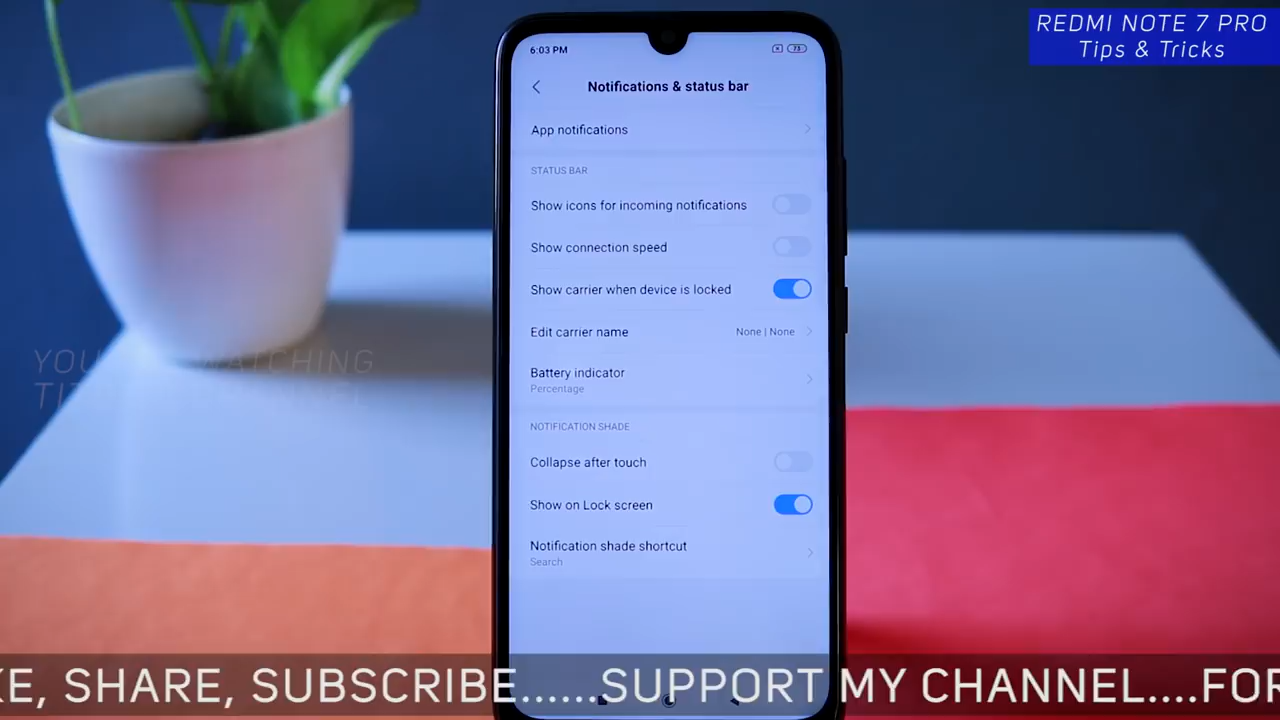 REDMI NOTE 7 PRO
Tips & Tricks
6:03 PM
73
Notifications & status bar
App notifications
STATUS BAR
Show icons for incoming notifications
Show connection speed
Show carrier when device is locked
Edit carrier name
None | None
Battery indicator
Percentage
NOTIFICATION SHADE
Collapse after touch
Show on Lock screen
Notification shade shortcut
Search
YOU WATCHING
KE, SHARE, SUBSCRIBE......SUPPORT MY CHANNEL....FOR